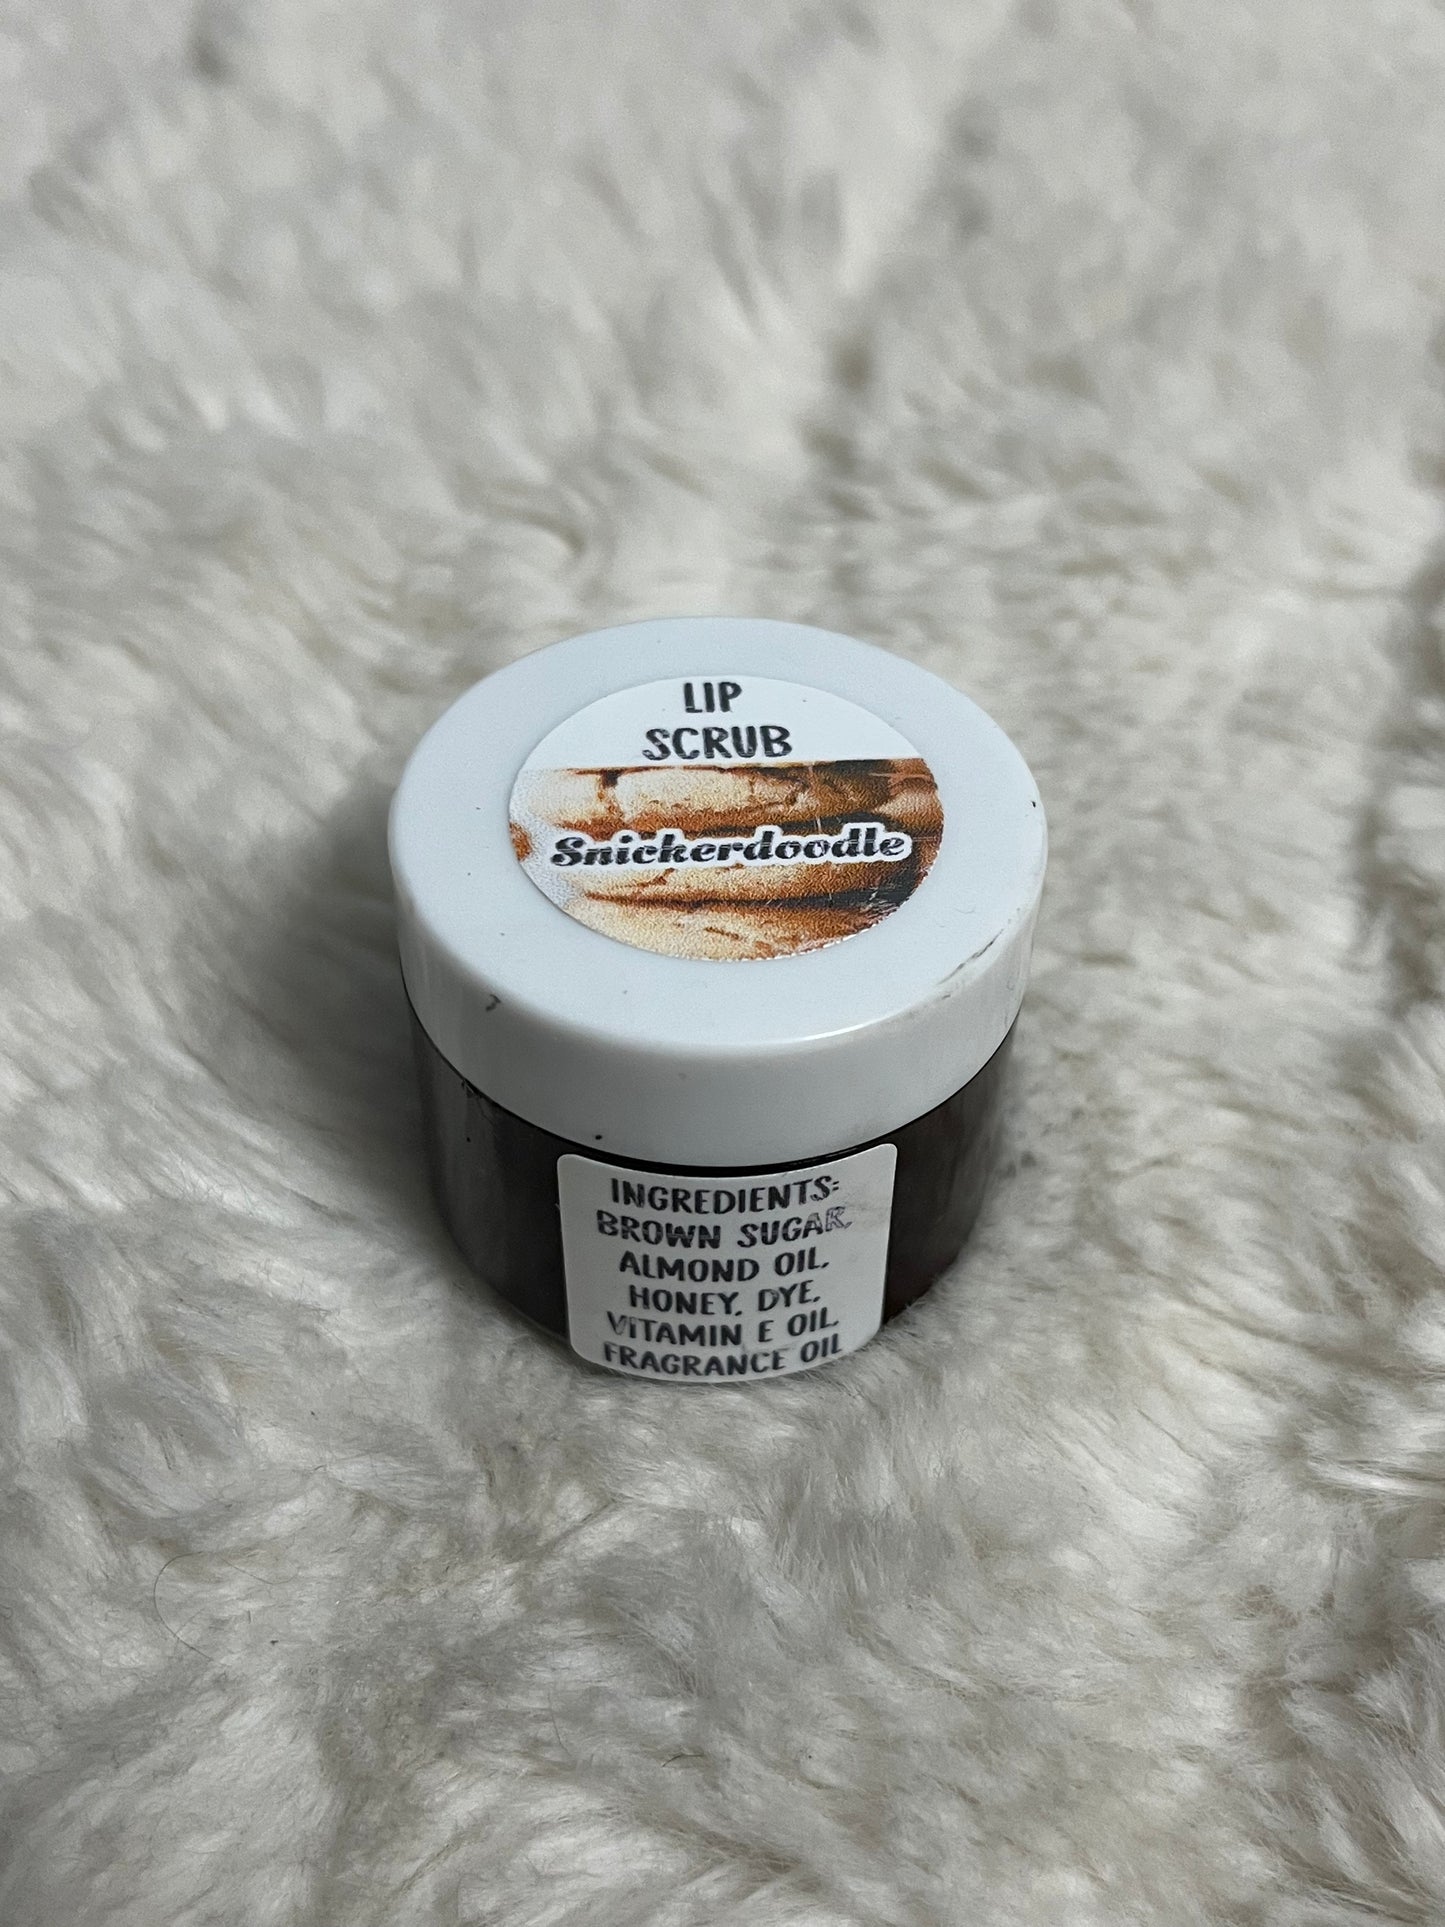 LIP
SCRUB
Snickerdoodle
INGREDIENTS:
BROWN SUGAR,
ALMOND OIL,
HONEY, DYE,
VITAMIN E OIL,
FRAGRANCE OIL